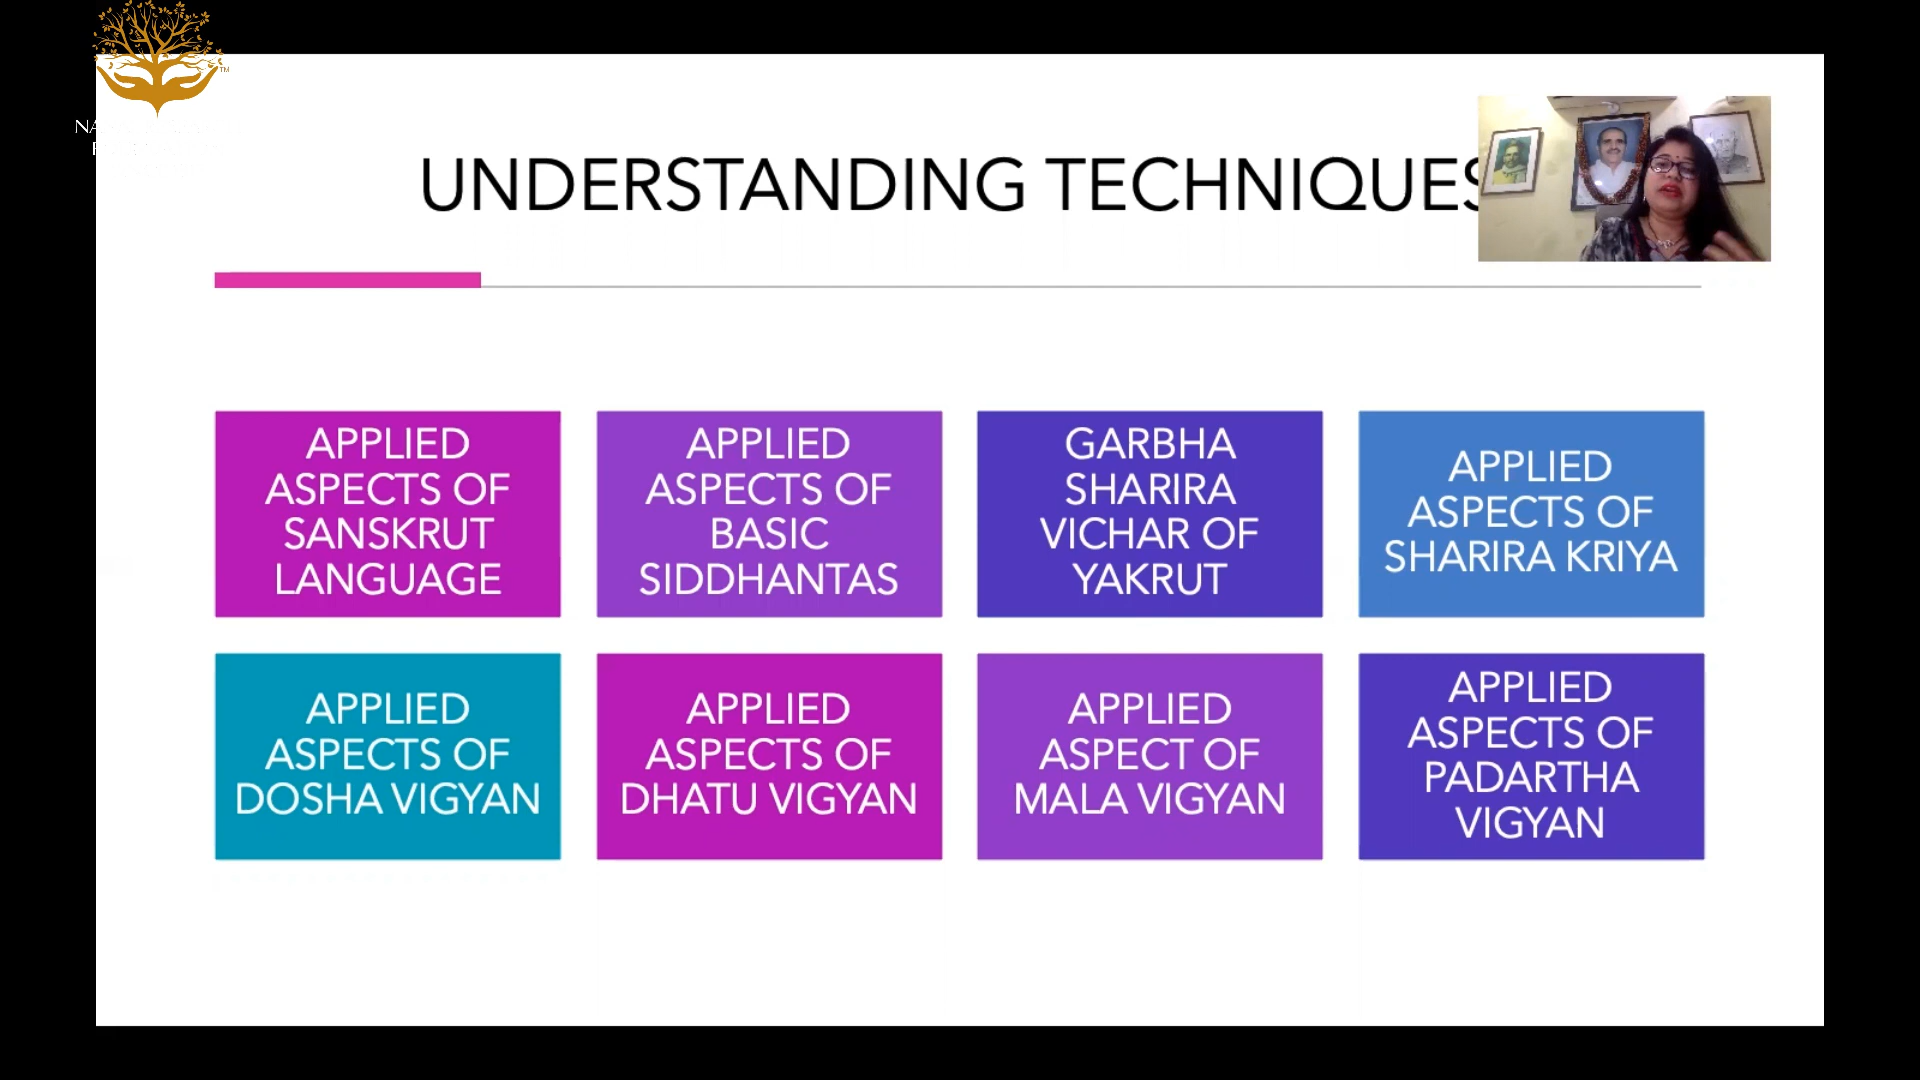 UNDERSTANDING TECHNIQUES
APPLIED
ASPECTS OF
SANSKRUT
LANGUAGE
APPLIED
ASPECTS OF
BASIC
SIDDHANTAS
GARBHA
SHARIRA
VICHAR OF
YAKRUT
APPLIED
ASPECTS OF
SHARIRA KRIYA
APPLIED
ASPECTS OF
DOSHA VIGYAN
APPLIED
ASPECTS OF
DHATU VIGYAN
APPLIED
ASPECT OF
MALA VIGYAN
APPLIED
ASPECTS OF
PADARTHA
VIGYAN